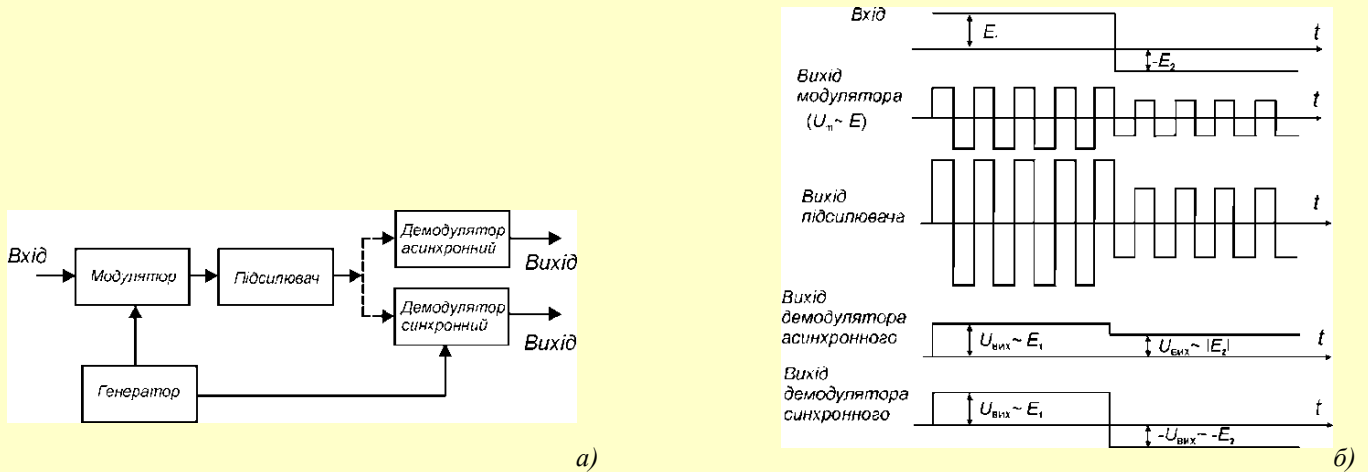 Вхід
Модулятор
Підсилювач
Демодулятор
асинхронний
Вихід
Демодулятор
синхронний
Вихід
Генератор
а)
Вхід
E.
t
-E₂
Вихід
модулятора
(Uₘ~ E)
t
Вихід
підсилювача
t
Вихід
демодулятора
асинхронного
Uвих~ E₁
Uвих~ |E₂|
t
Вихід
демодулятора
синхронного
Uвих~ E₁
-Uвих~ -E₂
t
б)